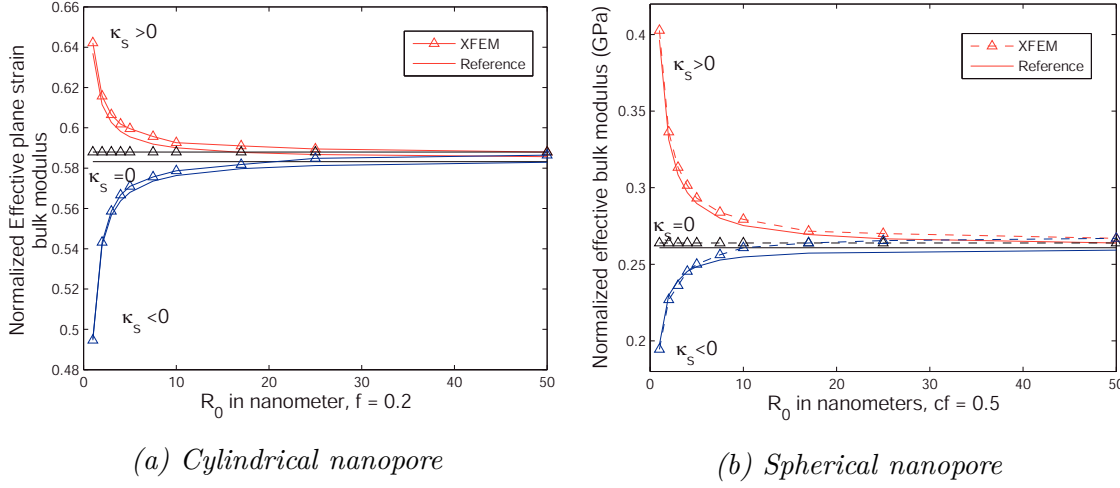 0.66
0.64
0.62
0.60
0.58
0.56
0.54
0.52
0.5
0.48
Normalized Effective plane strain
bulk modulus
κS >0
κS =0
κS <0
XFEM
Reference
0 10 20 30 40 50
R0 in nanometer, f = 0.2
(a) Cylindrical nanopore
0.4
0.35
0.3
0.25
0.2
Normalized effective bulk modulus (GPa)
κS >0
κS=0
κS <0
XFEM
Reference
0 10 20 30 40 50
R0 in nanometers, cf = 0.5
(b) Spherical nanopore